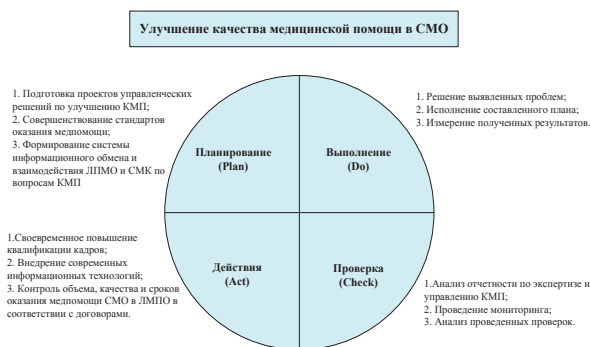 Улучшение качества медицинской помощи в СМО
1. Подготовка проектов управленческих
решений по улучшению КМП;
2. Совершенствование стандартов
оказания медпомощи;
3. Формирование системы
информационного обмена и
взаимодействия ЛПМО и СМК по
вопросам КМП
Планирование
(Plan)
Выполнение
(Do)
1. Решение выявленных проблем;
2. Исполнение составленного плана;
3. Измерение полученных результатов.
1.Своевременное повышение
квалификации кадров;
2. Внедрение современных
информационных технологий;
3. Контроль объема, качества и сроков
оказания медпомощи СМО в ЛМПО в
соответствии с договорами.
Действия
(Act)
Проверка
(Check)
1.Анализ отчетности по экспертизе и
управлению КМП;
2. Проведение мониторинга;
3. Анализ проведенных проверок.